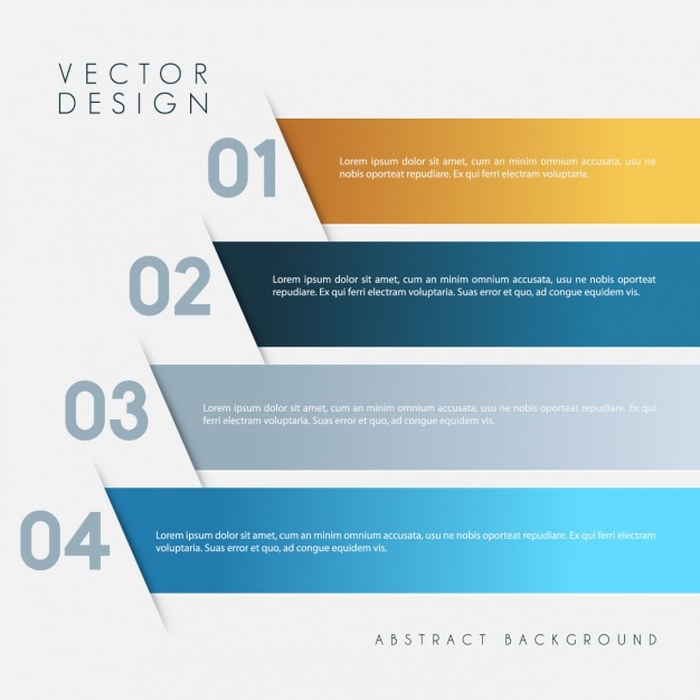 VECTOR
DESIGN
01
Lorem ipsum dolor sit amet, cum an minim omnium accusata, usu ne
nobis oporteat repudiare. Ex qui ferri elestram voluptaria.
02
Lorem ipsum dolor sit amet, cum an minim omnium accusata, usu ne nobis oporteat
repudiare. Ex qui ferri elestram voluptaria. Suas error et quo, ad congue equidem vis.
03
Lorem ipsum dolor sit amet, cum an minim omnium accusata, usu ne nobis oporteat repudiare. Ex qui
ferri elestram voluptaria. Suas error et quo, ad congue equidem vis.
04
Lorem ipsum dolor sit amet, cum an minim omnium accusata, usu ne nobis oporteat repudiare. Ex qui ferri elestram
voluptaria. Suas error et quo, ad congue equidem vis.
ABSTRACT BACKGROUND